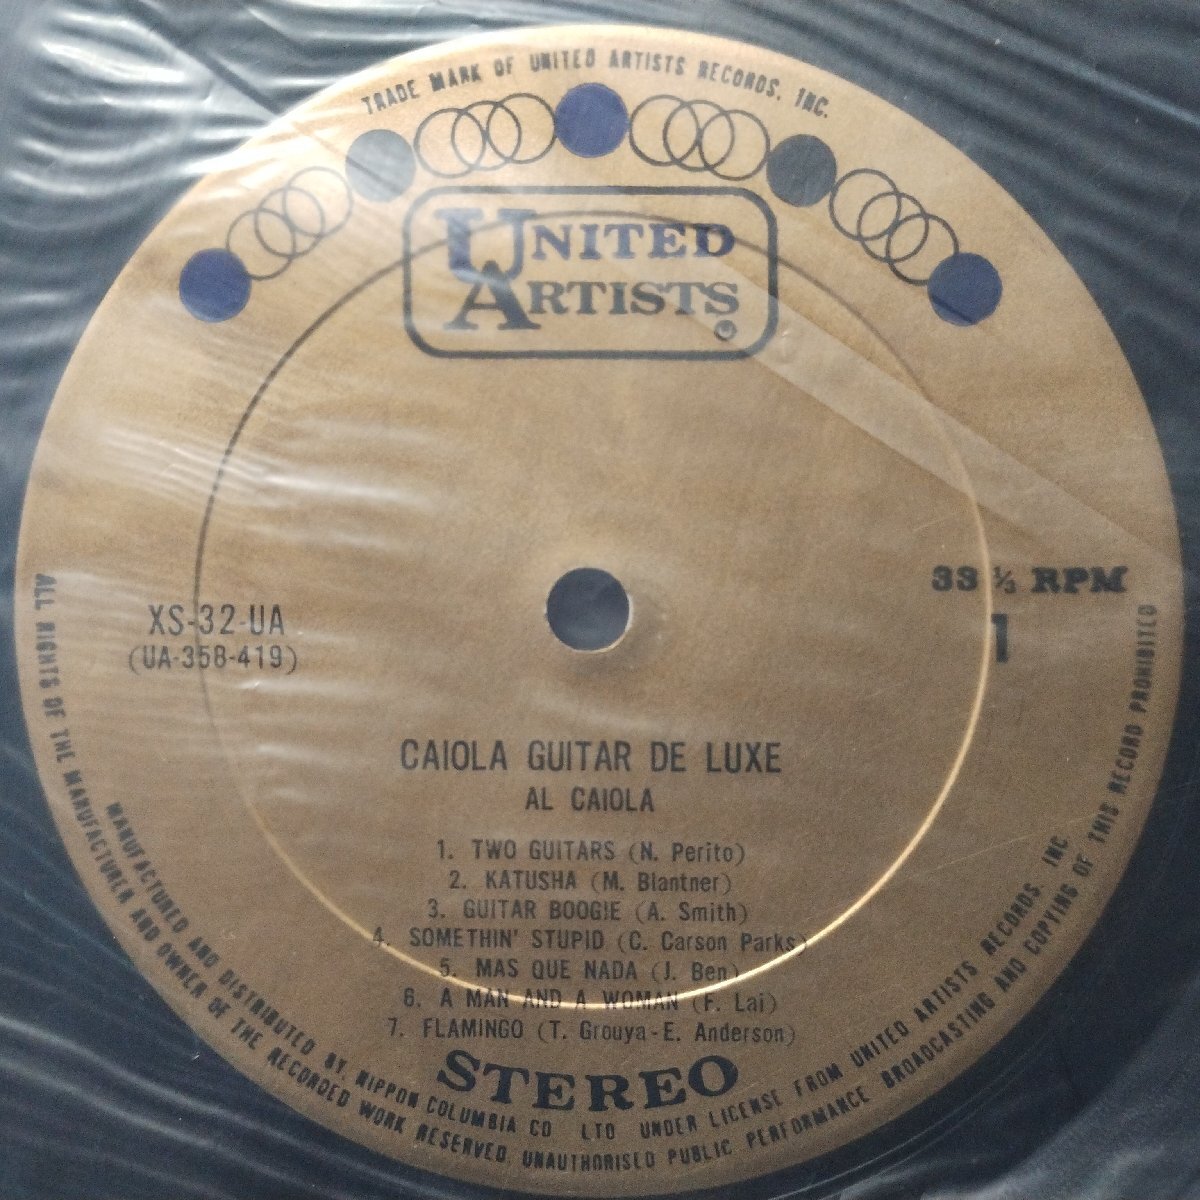 TRADE MARK OF UNITED ARTISTS RECORDS, INC.
UNITED
ARTISTS
33 ⅓ RPM
1
XS-32-UA
(UA-358-419)
CAIOLA GUITAR DE LUXE
AL CAIOLA
1. TWO GUITARS (N. Perito)
2. KATUSHA (M. Blantner)
3. GUITAR BOOGIE (A. Smith)
4. SOMETHIN' STUPID (C. Carson Parks)
5. MAS QUE NADA (J. Ben)
6. A MAN AND A WOMAN (F. Lai)
7. FLAMINGO (T. Grouya-E. Anderson)
STEREO
MANUFACTURED AND DISTRIBUTED BY NIPPON COLUMBIA CO LTD UNDER LICENSE FROM UNITED ARTISTS RECORDS, INC
ALL RIGHTS OF THE MANUFACTURER AND OWNER OF THE RECORDED WORK RESERVED. UNAUTHORISED PUBLIC PERFORMANCE BROADCASTING AND COPYING OF THIS RECORD PROHIBITED